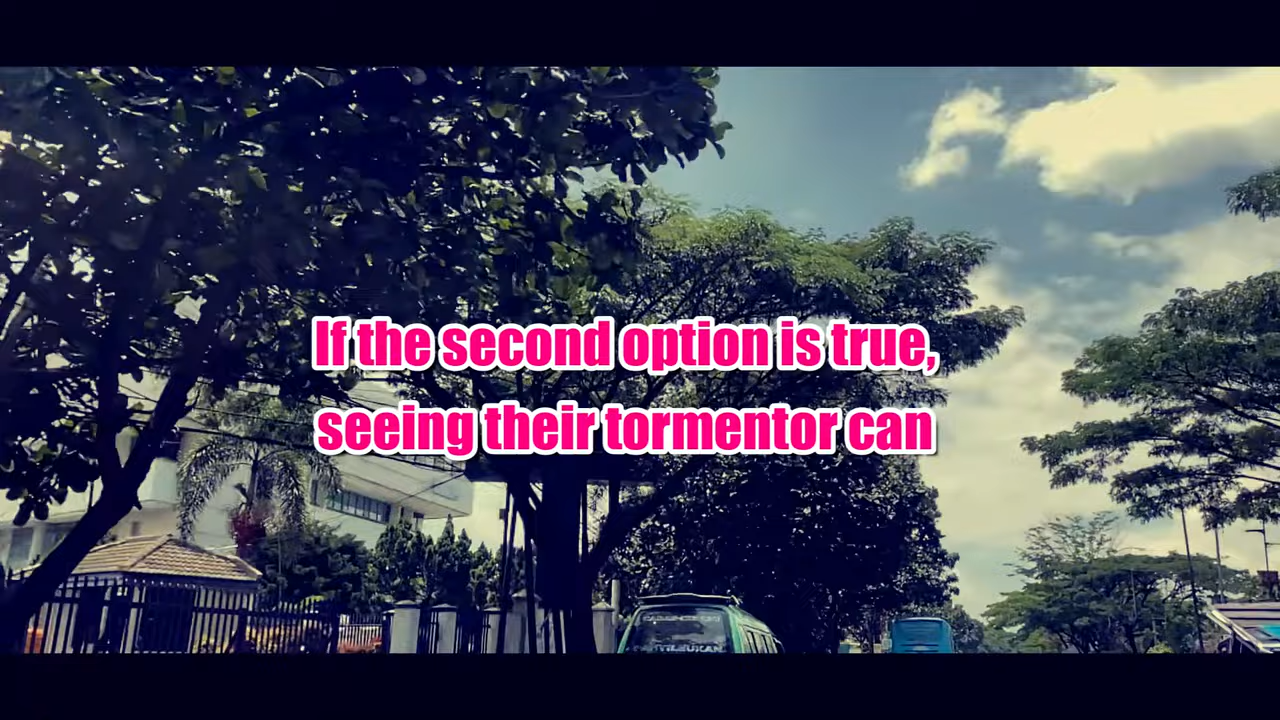 If the second option is true,
seeing their tormentor can